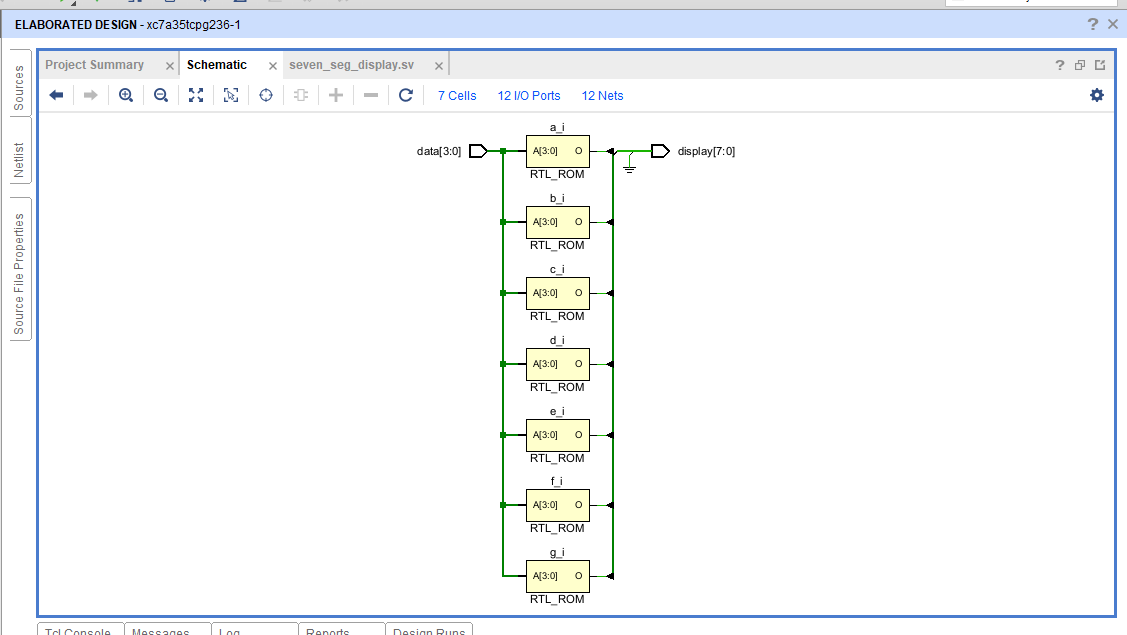 ELABORATED DESIGN - xc7a35tcpg236-1
?
Sources
Netlist
Source File Properties
Project Summary
Schematic
seven_seg_display.sv
?
7 Cells
12 I/O Ports
12 Nets
data[3:0]
display[7:0]
a_i
A[3:0] O
RTL_ROM
b_i
A[3:0] O
RTL_ROM
c_i
A[3:0] O
RTL_ROM
d_i
A[3:0] O
RTL_ROM
e_i
A[3:0] O
RTL_ROM
f_i
A[3:0] O
RTL_ROM
g_i
A[3:0] O
RTL_ROM
Tcl Console
Messages
Log
Reports
Design Runs